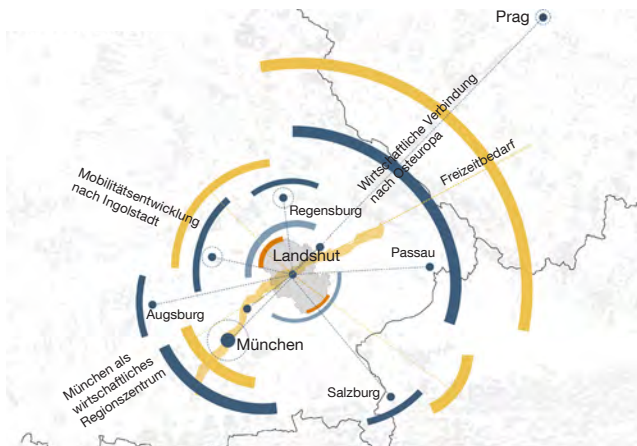 Prag
Wirtschaftliche Verbindung
nach Osteuropa
Freizeitbedarf
Mobilitätsentwicklung
nach Ingolstadt
Regensburg
Landshut
Passau
Augsburg
München
München als
wirtschaftliches
Regionszentrum
Salzburg